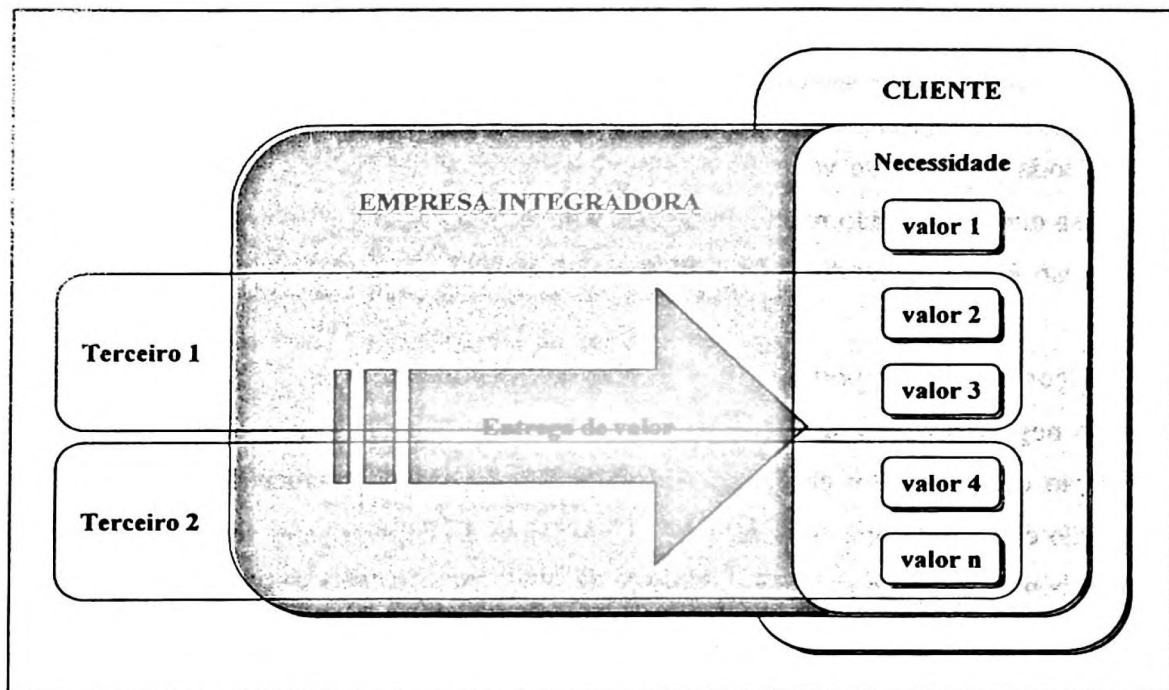 CLIENTE
Necessidade
EMPRESA INTEGRADORA
valor 1
Terceiro 1
valor 2
valor 3
Entrega de valor
Terceiro 2
valor 4
valor n